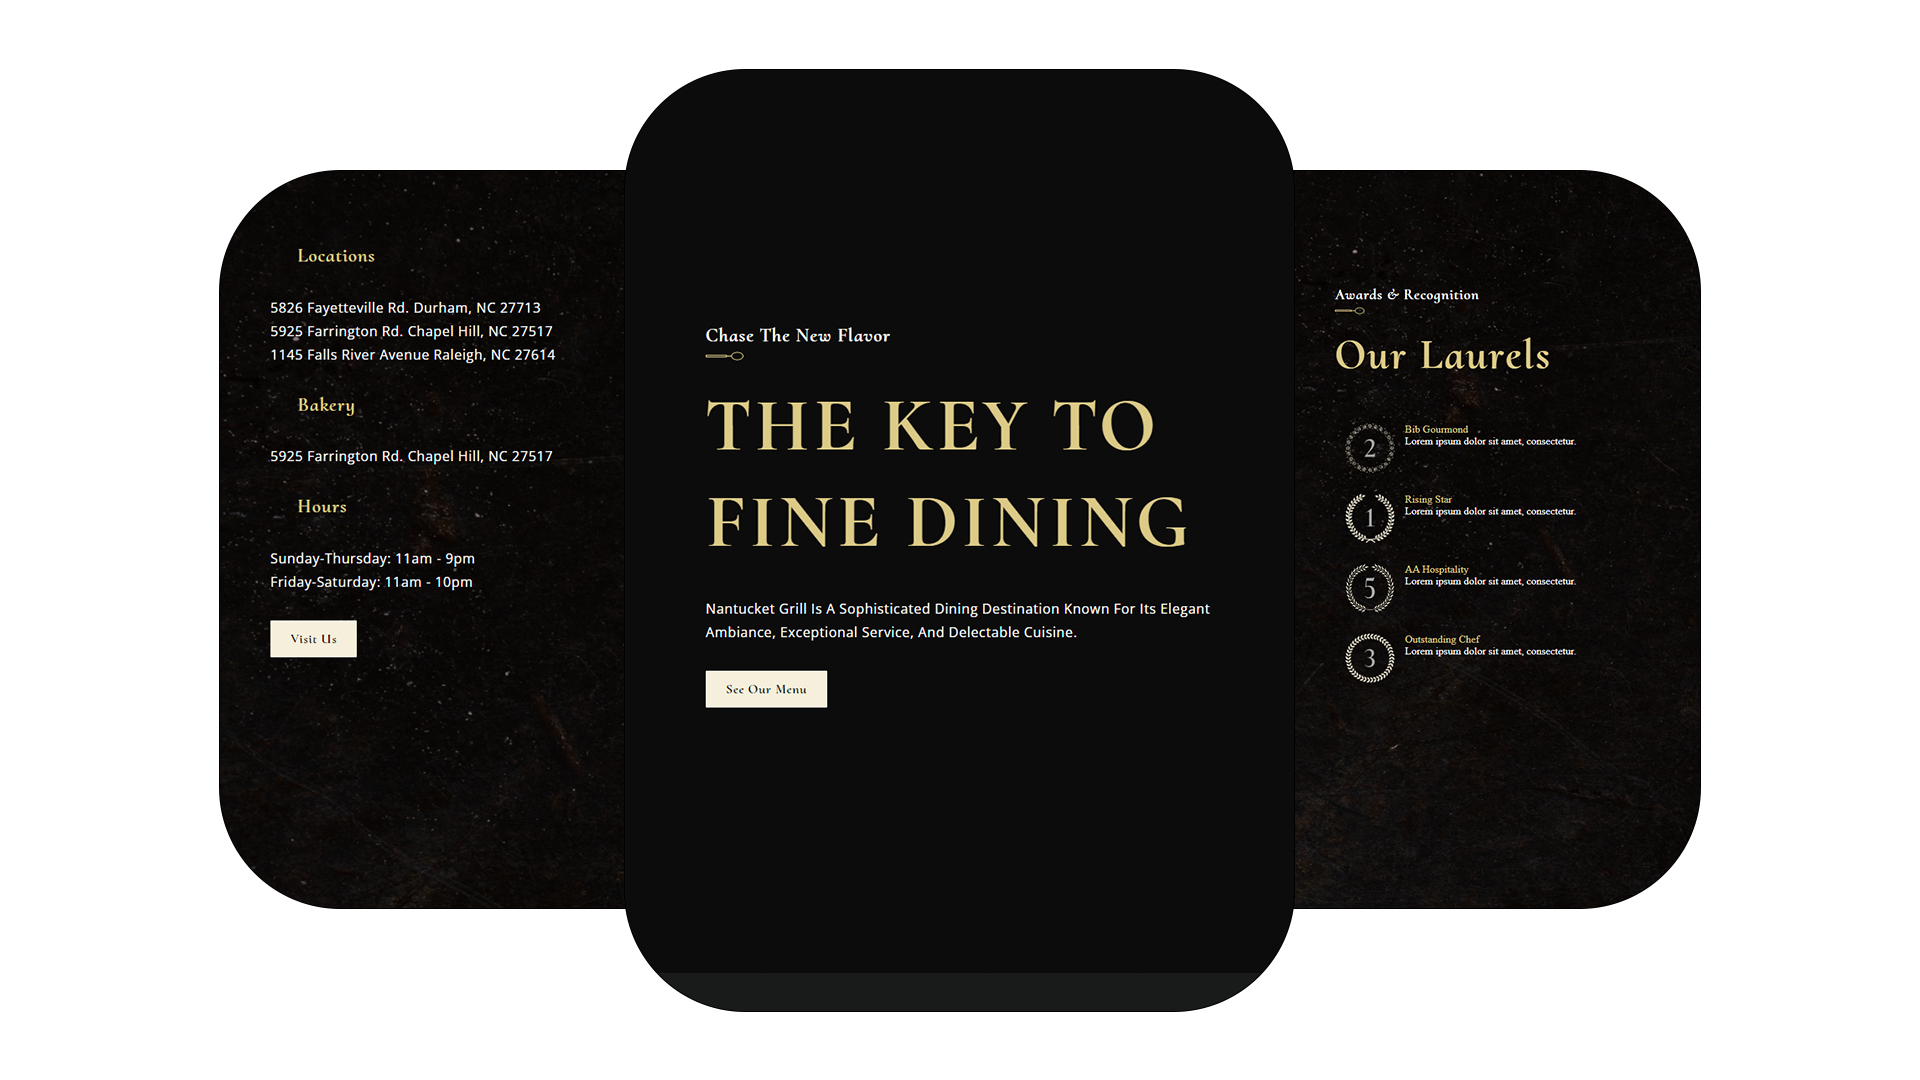 Locations
5826 Fayetteville Rd. Durham, NC 27713
5925 Farrington Rd. Chapel Hill, NC 27517
1145 Falls River Avenue Raleigh, NC 27614
Bakery
5925 Farrington Rd. Chapel Hill, NC 27517
Hours
Sunday-Thursday: 11am - 9pm
Friday-Saturday: 11am - 10pm
Visit Us
Chase The New Flavor
THE KEY TO
FINE DINING
Nantucket Grill Is A Sophisticated Dining Destination Known For Its Elegant
Ambiance, Exceptional Service, And Delectable Cuisine.
See Our Menu
Awards & Recognition
Our Laurels
2
Bib Gourmond
Lorem ipsum dolor sit amet, consectetur.
1
Rising Star
Lorem ipsum dolor sit amet, consectetur.
5
AA Hospitality
Lorem ipsum dolor sit amet, consectetur.
3
Outstanding Chef
Lorem ipsum dolor sit amet, consectetur.